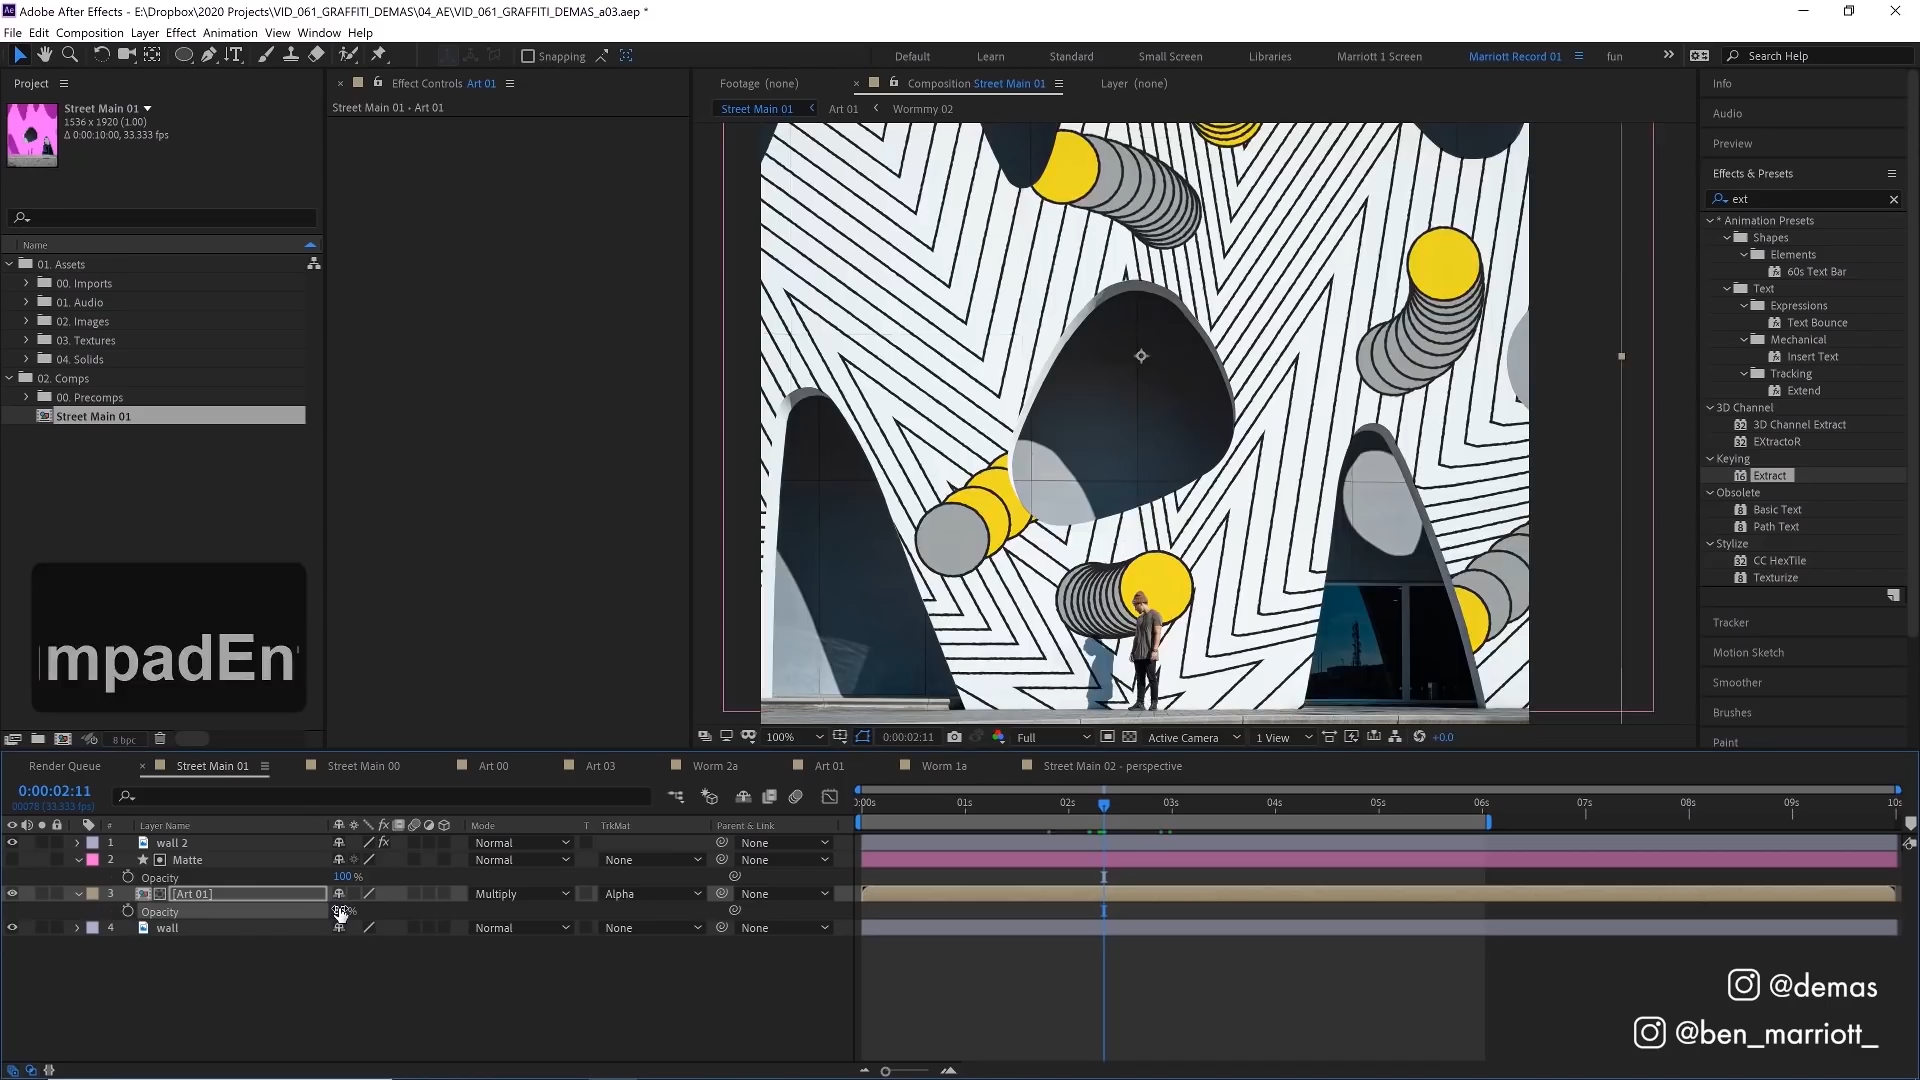 Adobe After Effects - E:\Dropbox\2020 Projects\VID_061_GRAFFITI_DEMAS\04_AE\VID_061_GRAFFITI_DEMAS_a03.aep *
File Edit Composition Layer Effect Animation View Window Help
Snapping Default Learn Standard Small Screen Libraries Marriott 1 Screen Marriott Record 01 fun Search Help
Project
Street Main 01
1536 x 1920 (1.00)
Δ 0:00:10:00, 33.333 fps
Name
01. Assets
00. Imports
01. Audio
02. Images
03. Textures
04. Solids
02. Comps
00. Precomps
Street Main 01
mpadEn
8 bpc
Effect Controls Art 01
Street Main 01 • Art 01
Footage (none) Composition Street Main 01 Layer (none)
Street Main 01 Art 01 Wormmy 02
100% 0:00:02:11 Full Active Camera 1 View +0.0
Info
Audio
Preview
Effects & Presets
ext
* Animation Presets
Shapes
Elements
60s Text Bar
Text
Expressions
Text Bounce
Mechanical
Insert Text
Tracking
Extend
3D Channel
3D Channel Extract
EXtractoR
Keying
Extract
Obsolete
Basic Text
Path Text
Stylize
CC HexTile
Texturize
Tracker
Motion Sketch
Smoother
Brushes
Paint
Render Queue Street Main 01 Street Main 00 Art 00 Art 03 Worm 2a Art 01 Worm 1a Street Main 02 - perspective
0:00:02:11
00078 (33.333 fps)
:00s 01s 02s 03s 04s 05s 06s 07s 08s 09s 10s
# Layer Name Mode T TrkMat Parent & Link
1 wall 2 fx Normal None
2 Matte Normal None None
Opacity 100 %
3 [Art 01] Multiply Alpha None
Opacity %
4 wall Normal None None
@demas
@ben_marriott_